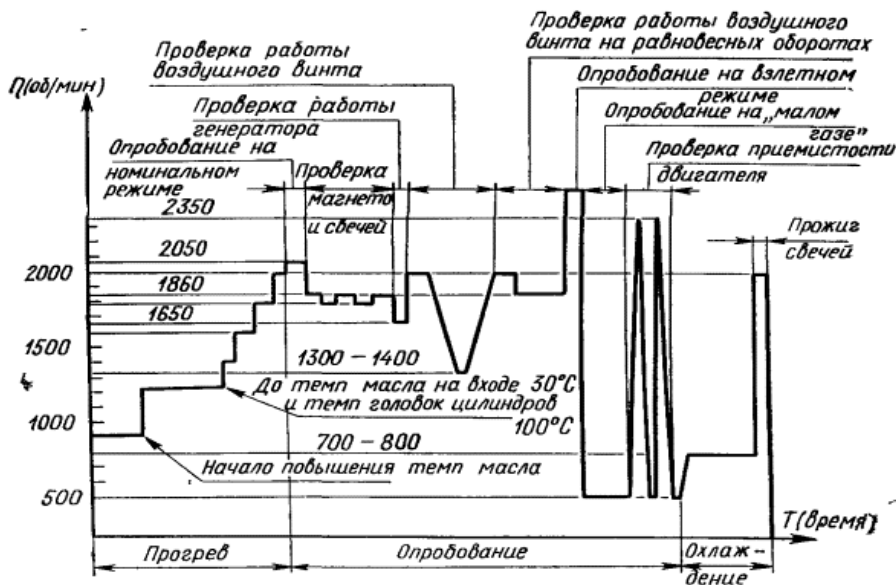 Проверка работы
воздушного винта
Проверка работы воздушного
винта на равновесных оборотах
Опробование на взлетном
режиме
Опробование на „малом
газе"
Проверка приемистости
двигателя
Проверка работы
генератора
Опробование на
номинальном
режиме
Проверка
магнето
и свечей
Прожиг
свечей
n(об/мин)
2350
2050
2000
1860
1650
1500
1300 – 1400
До темп масла на входе 30°С
и темп головок цилиндров
100°С
1000
700 – 800
Начало повышения темп масла
500
Т(время)
Прогрев
Опробование
Охлаж-
дение